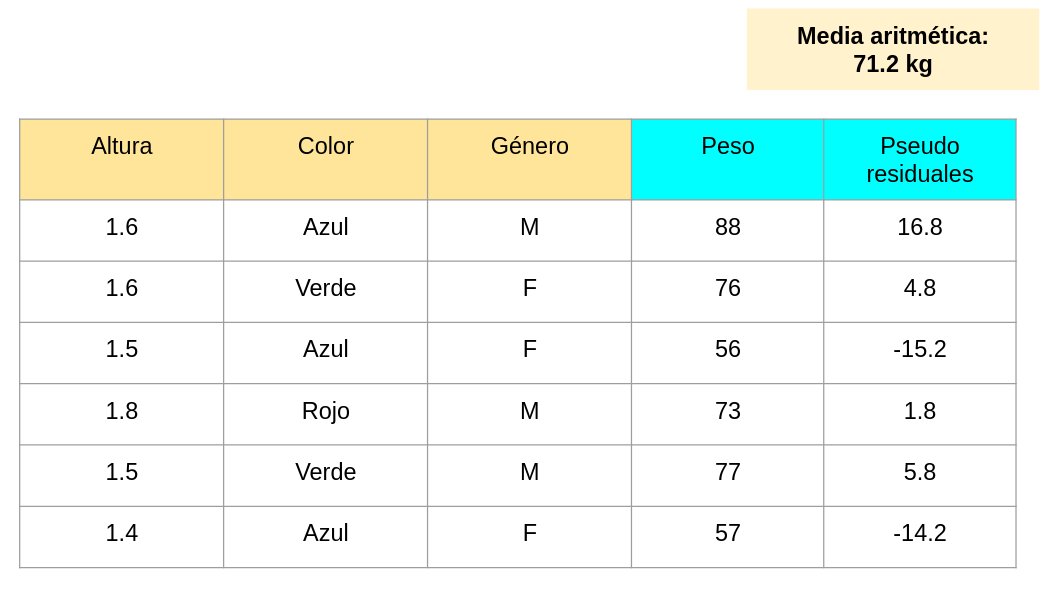 Media aritmética:
71.2 kg
Altura Color Género Peso Pseudo
residuales
1.6 Azul M 88 16.8
1.6 Verde F 76 4.8
1.5 Azul F 56 -15.2
1.8 Rojo M 73 1.8
1.5 Verde M 77 5.8
1.4 Azul F 57 -14.2